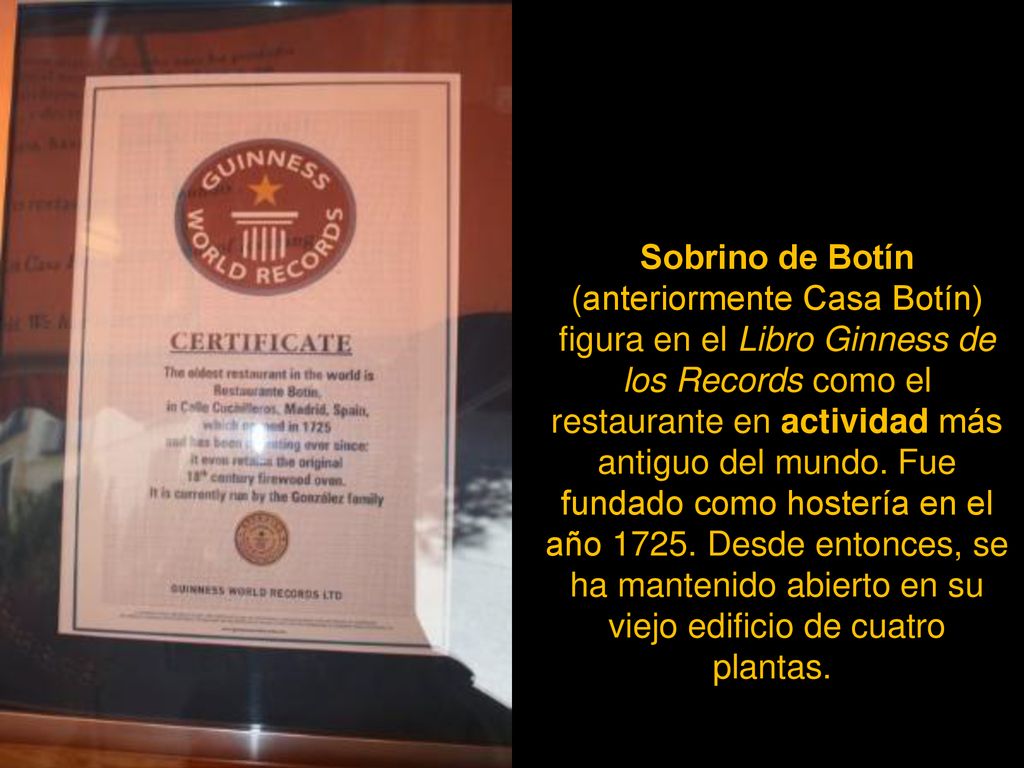 GUINNESS
WORLD RECORDS
CERTIFICATE
The oldest restaurant in the world is
Restaurante Botín,
in Calle Cuchilleros, Madrid, Spain,
which opened in 1725
and has been operating ever since:
it even retains the original
18th century firewood oven.
It is currently run by the González family
GUINNESS WORLD RECORDS LTD
Sobrino de Botín
(anteriormente Casa Botín)
figura en el Libro Ginness de
los Records como el
restaurante en actividad más
antiguo del mundo. Fue
fundado como hostería en el
año 1725. Desde entonces, se
ha mantenido abierto en su
viejo edificio de cuatro
plantas.